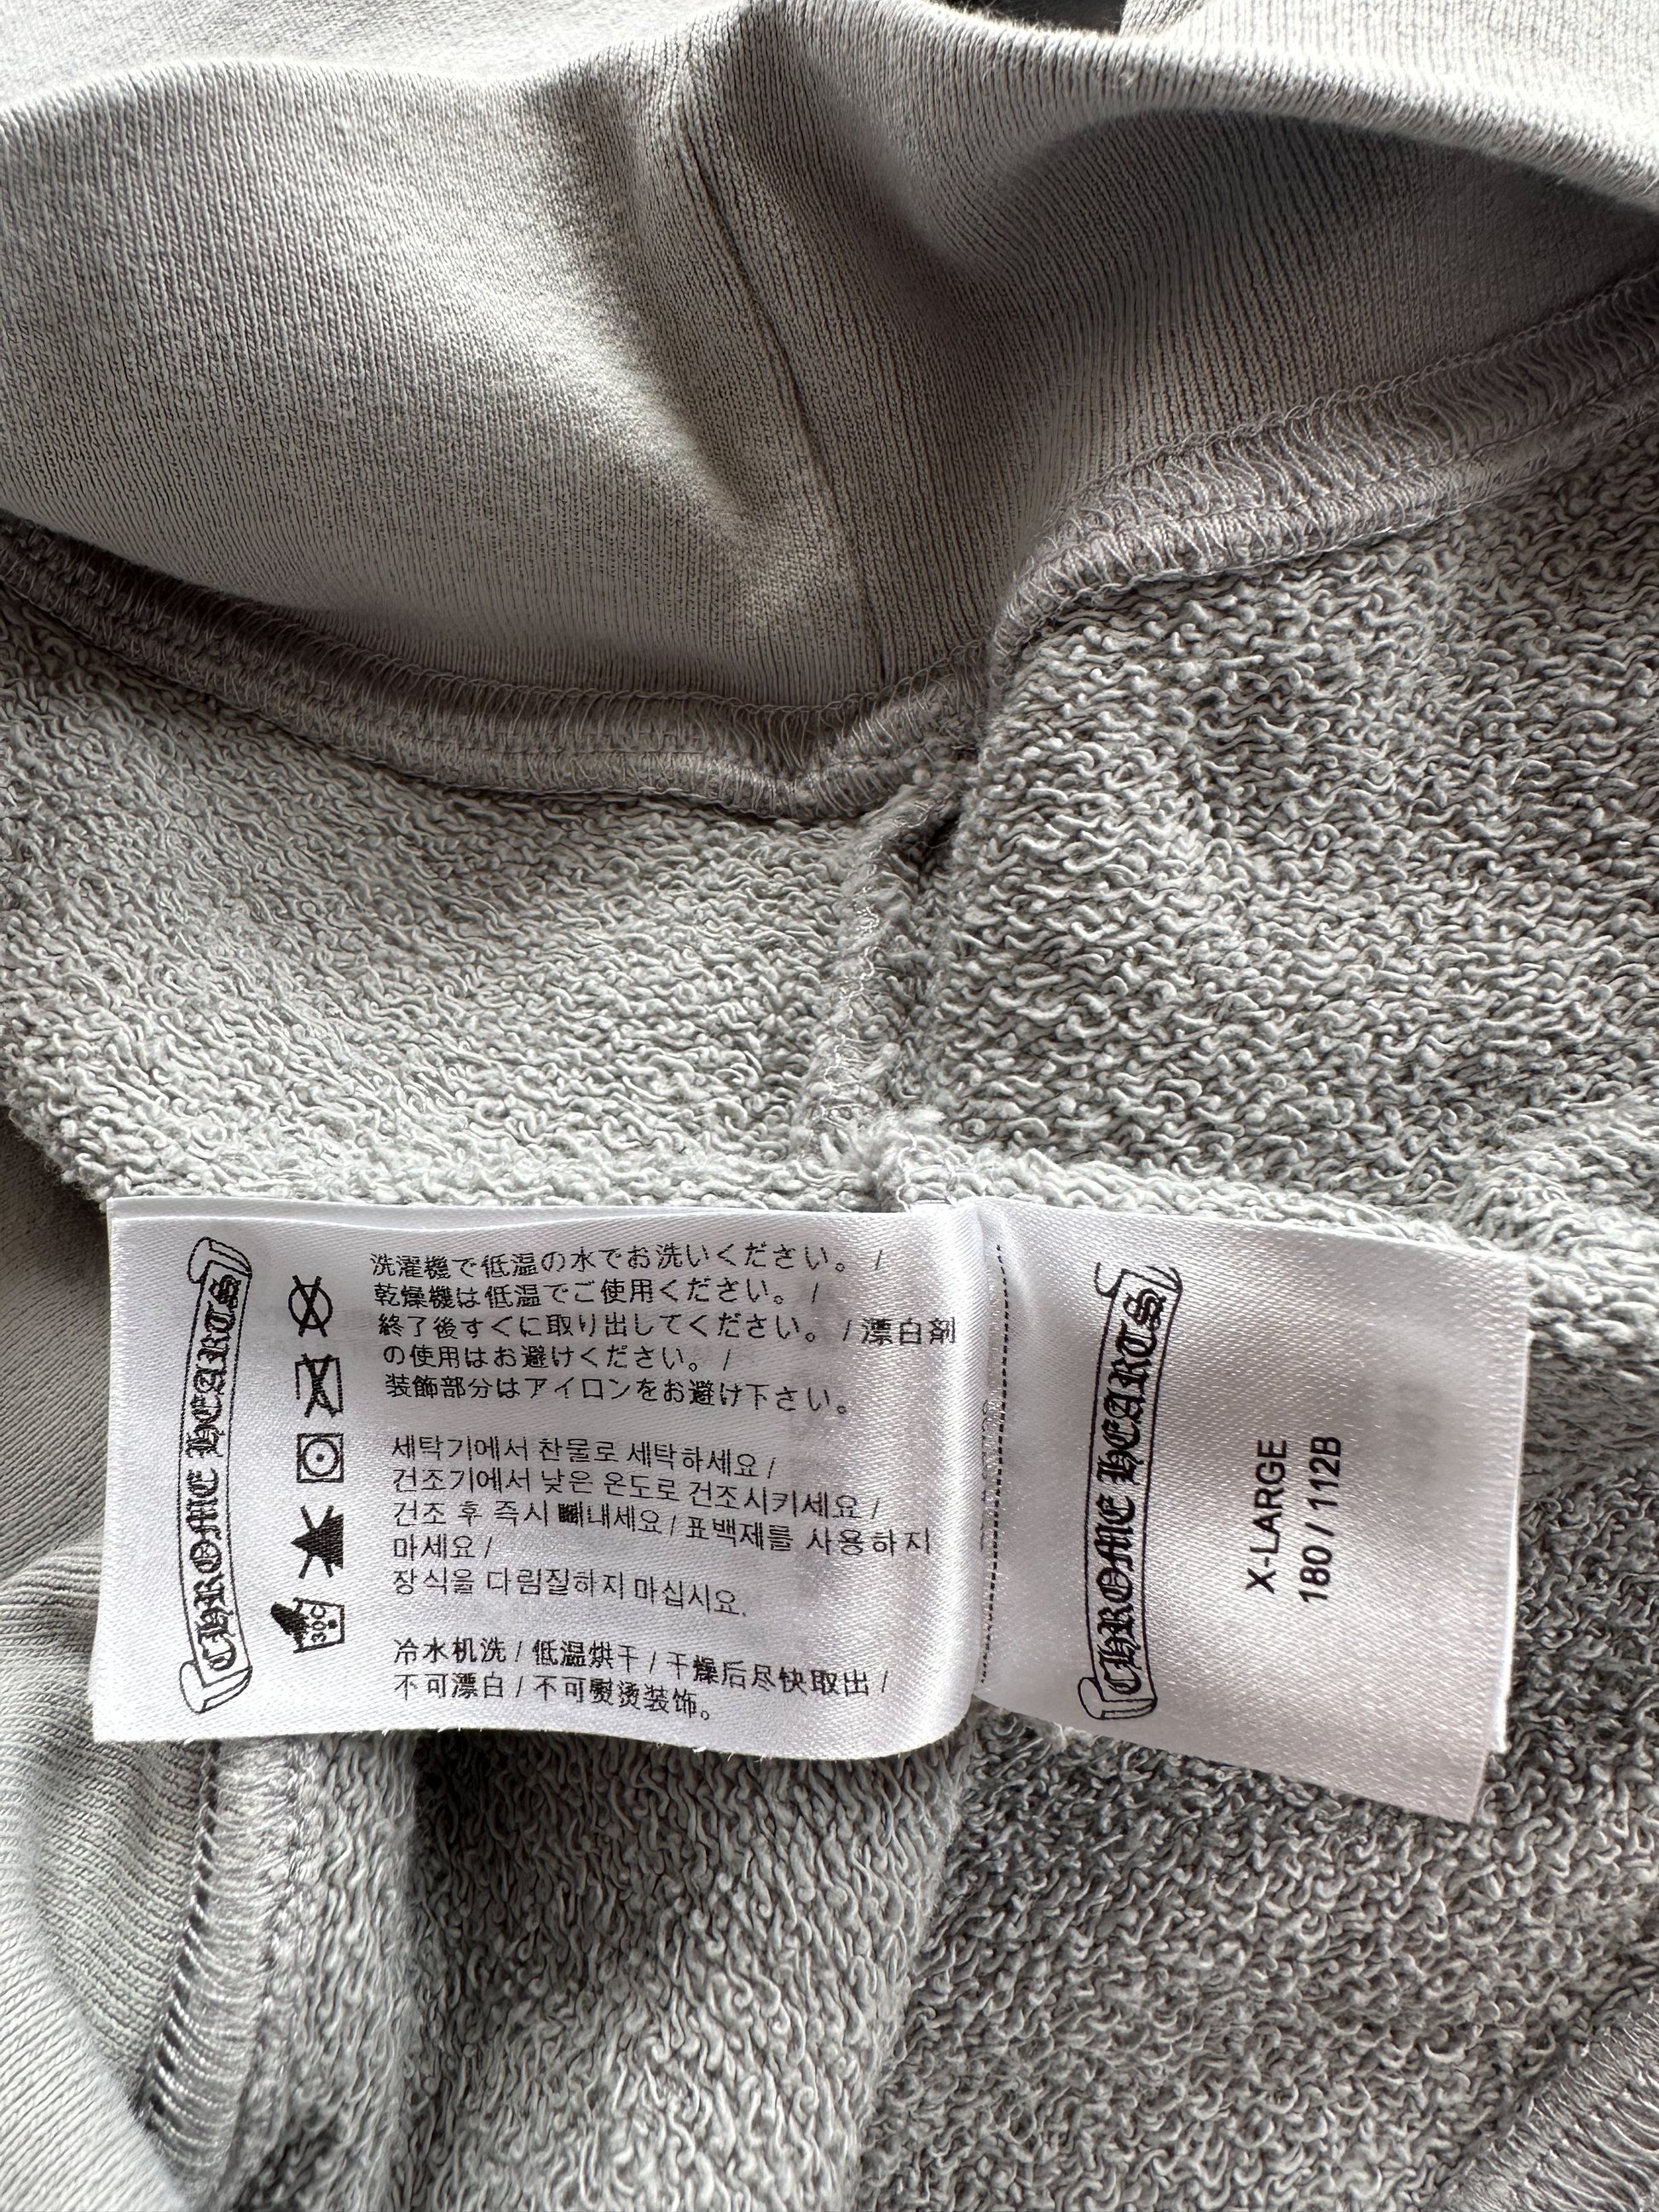 CHROME HEARTS
洗濯機で低温の水でお洗いください。 /
乾燥機は低温でご使用ください。 /
終了後すぐに取り出してください。 / 漂白剤
の使用はお避けください。 /
装飾部分はアイロンをお避け下さい。
세탁기에서 찬물로 세탁하세요 /
건조기에서 낮은 온도로 건조시키세요 /
건조 후 즉시 빼내세요 / 표백제를 사용하지
마세요 /
장식을 다림질하지 마십시요.
冷水机洗 / 低温烘干 / 干燥后尽快取出 /
不可漂白 / 不可熨烫装饰。
30C
CHROME HEARTS
X-LARGE
180 / 112B